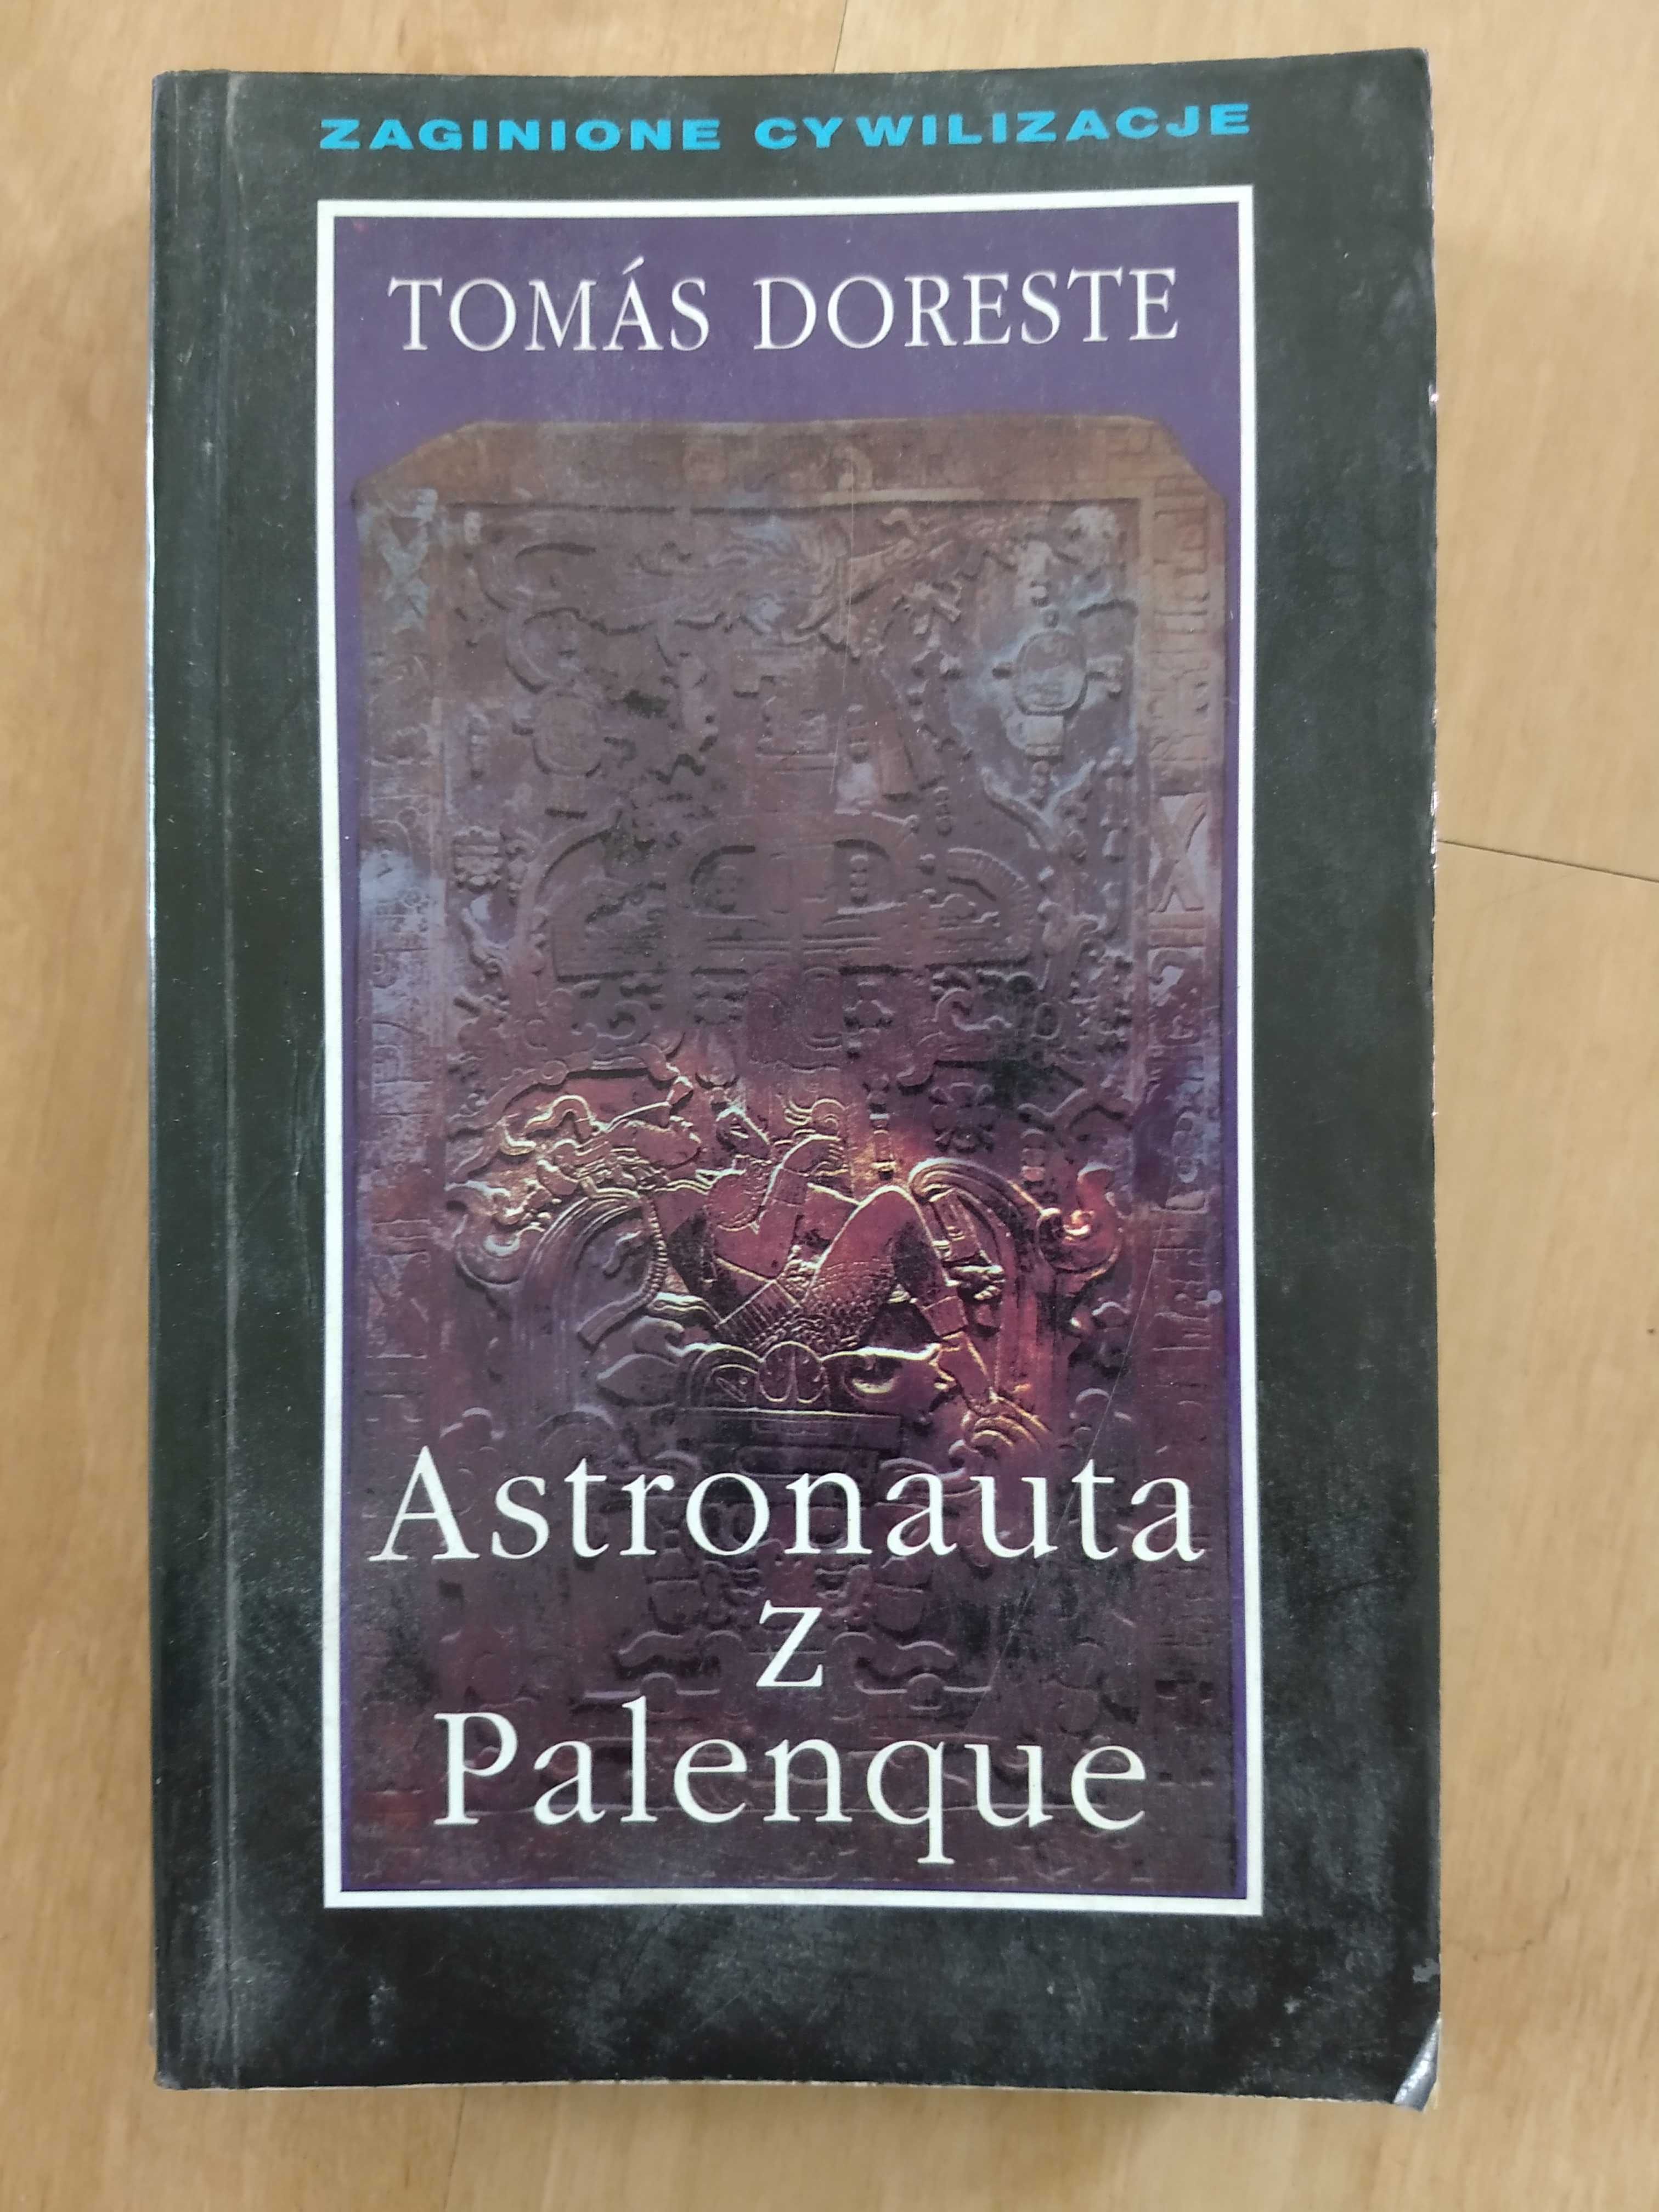 ZAGINIONE CYWILIZACJE
TOMÁS DORESTE
Astronauta
z
Palenque